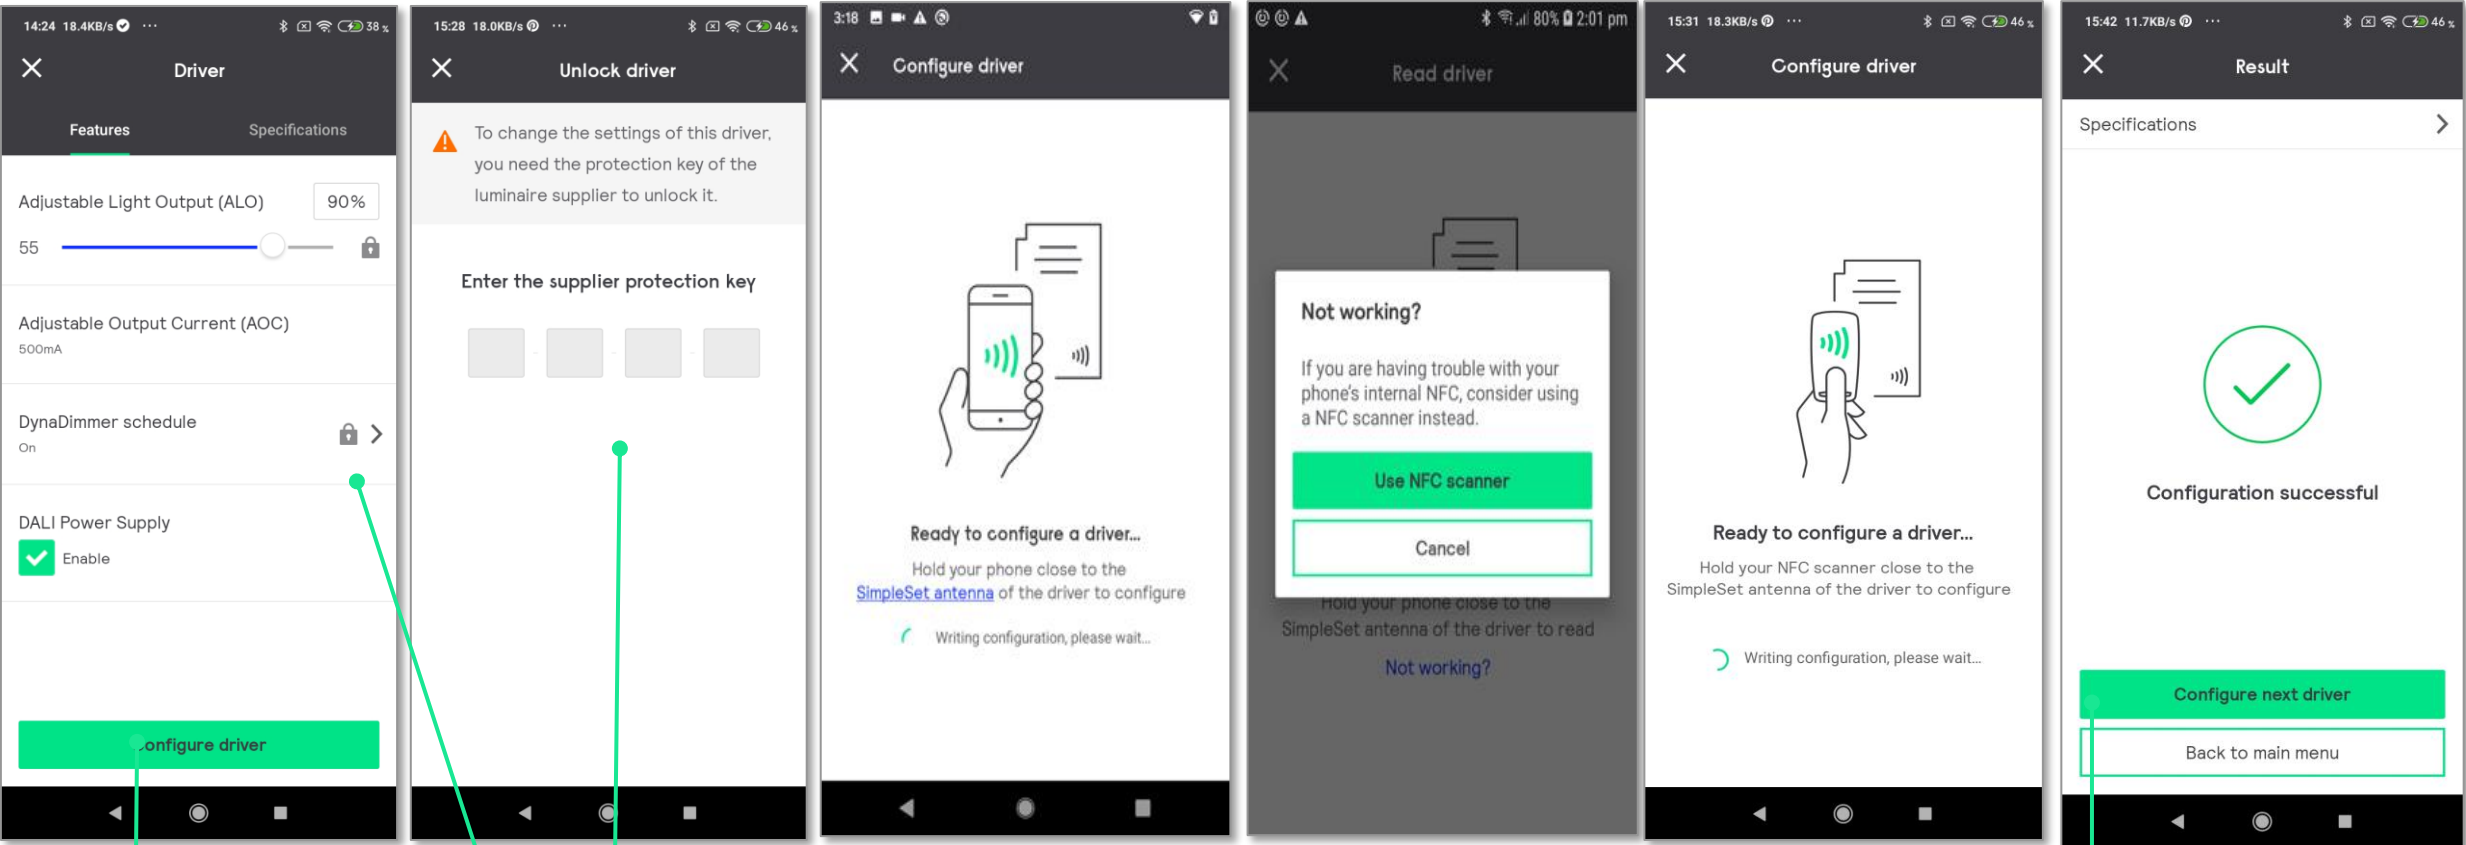 14:24 18.4KB/s ··· 38%
Driver
Features Specifications
Adjustable Light Output (ALO) 90%
55
Adjustable Output Current (AOC)
500mA
DynaDimmer schedule
On
DALI Power Supply
Enable
Configure driver
15:28 18.0KB/s ··· 46%
Unlock driver
To change the settings of this driver,
you need the protection key of the
luminaire supplier to unlock it.
Enter the supplier protection key
3:18
Configure driver
Ready to configure a driver...
Hold your phone close to the
SimpleSet antenna of the driver to configure
Writing configuration, please wait...
80% 2:01 pm
Read driver
Not working?
If you are having trouble with your
phone's internal NFC, consider using
a NFC scanner instead.
Use NFC scanner
Cancel
Hold your phone close to the
SimpleSet antenna of the driver to read
Not working?
15:31 18.3KB/s ··· 46%
Configure driver
Ready to configure a driver...
Hold your NFC scanner close to the
SimpleSet antenna of the driver to configure
Writing configuration, please wait...
15:42 11.7KB/s ··· 46%
Result
Specifications
Configuration successful
Configure next driver
Back to main menu